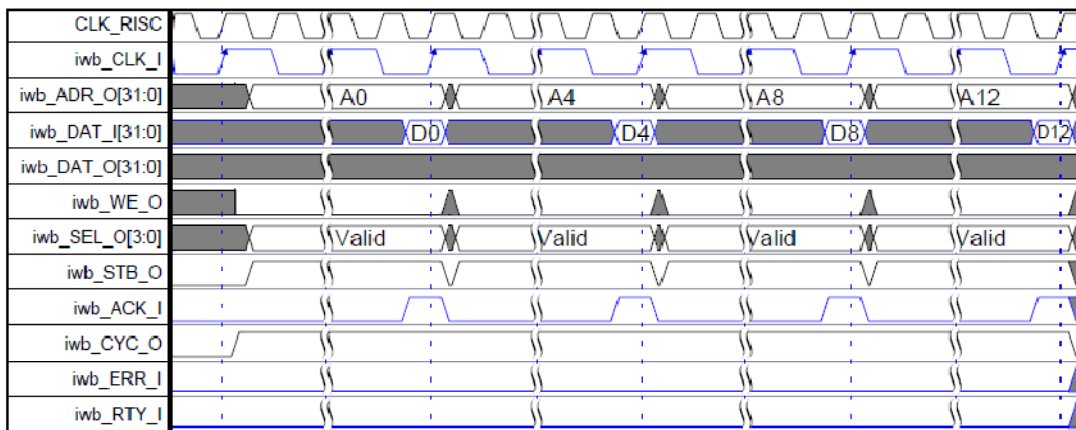 CLK_RISC
iwb_CLK_I
iwb_ADR_O[31:0] A0 A4 A8 A12
iwb_DAT_I[31:0] D0 D4 D8 D12
iwb_DAT_O[31:0]
iwb_WE_O
iwb_SEL_O[3:0] Valid Valid Valid Valid
iwb_STB_O
iwb_ACK_I
iwb_CYC_O
iwb_ERR_I
iwb_RTY_I